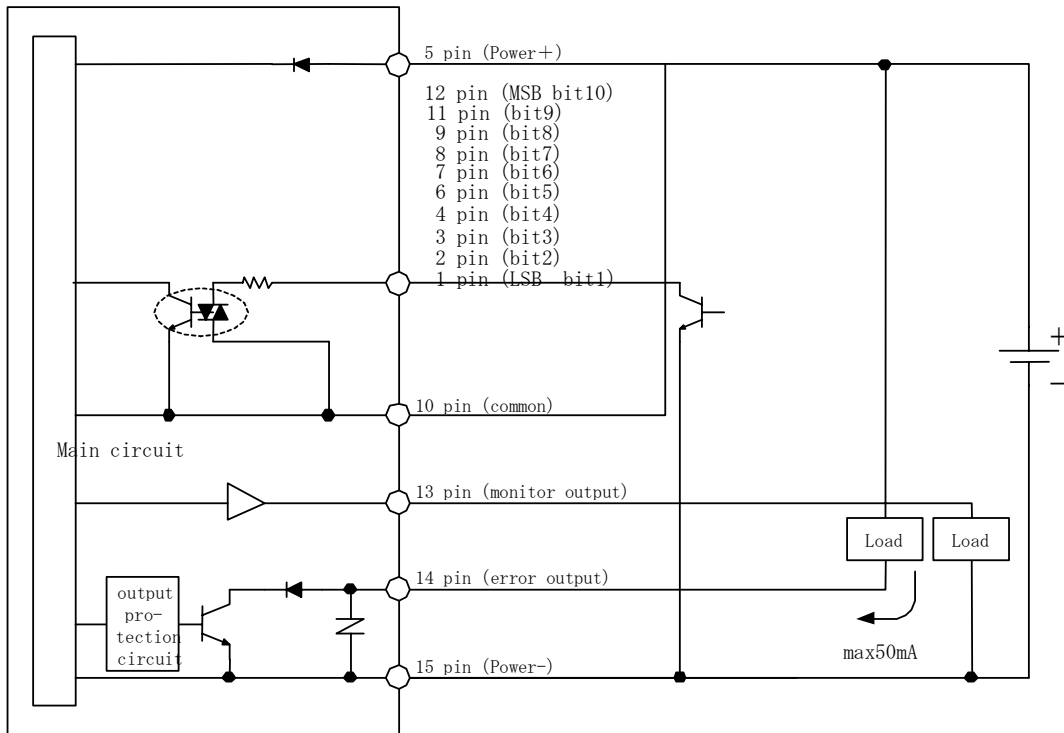 5 pin (Power+)
12 pin (MSB bit10)
11 pin (bit9)
9 pin (bit8)
8 pin (bit7)
7 pin (bit6)
6 pin (bit5)
4 pin (bit4)
3 pin (bit3)
2 pin (bit2)
1 pin (LSB bit1)
+
−
10 pin (common)
Main circuit
13 pin (monitor output)
Load
Load
14 pin (error output)
output
pro-
tection
circuit
max50mA
15 pin (Power-)